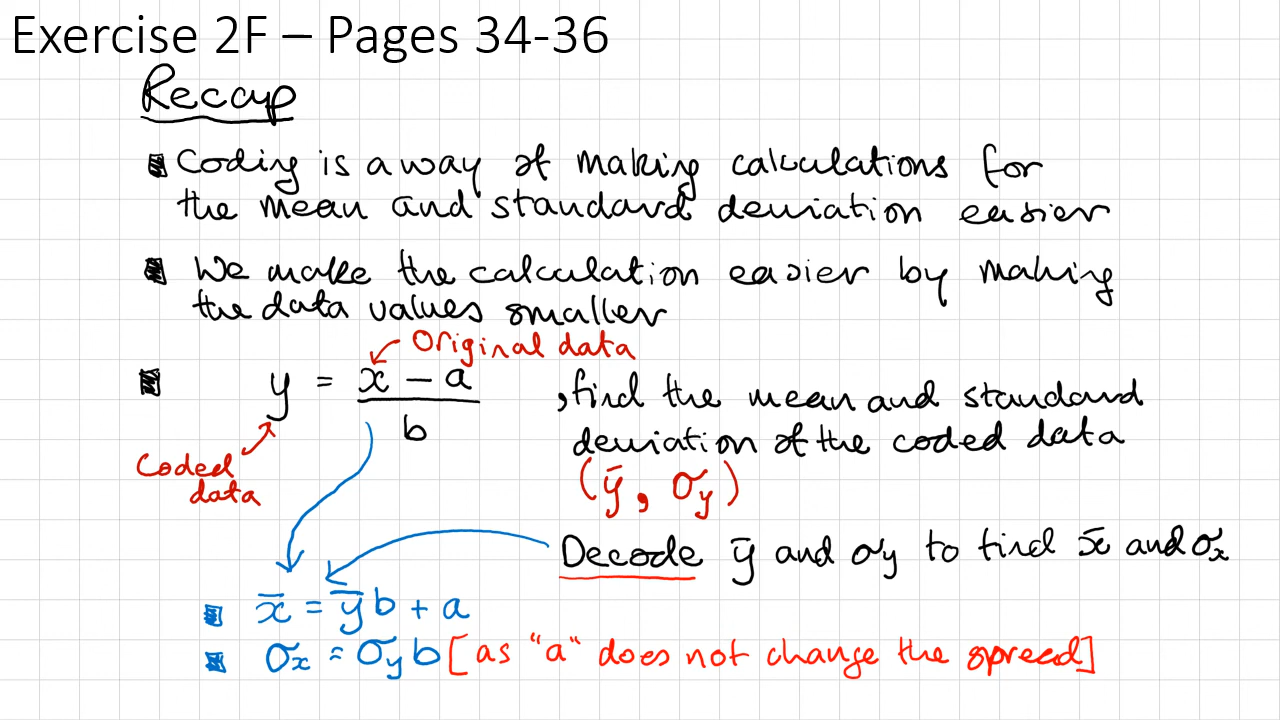 Exercise 2F – Pages 34-36
Recap
Coding is a way of making calculations for
the mean and standard deviation easier
We make the calculation easier by making
the data values smaller
Original data
y = x - a / b
, find the mean and standard
deviation of the coded data
Coded
data
(ȳ, σy)
Decode ȳ and σy to find x̄ and σx
x̄ = ȳb + a
σx = σy b [as "a" does not change the spread]